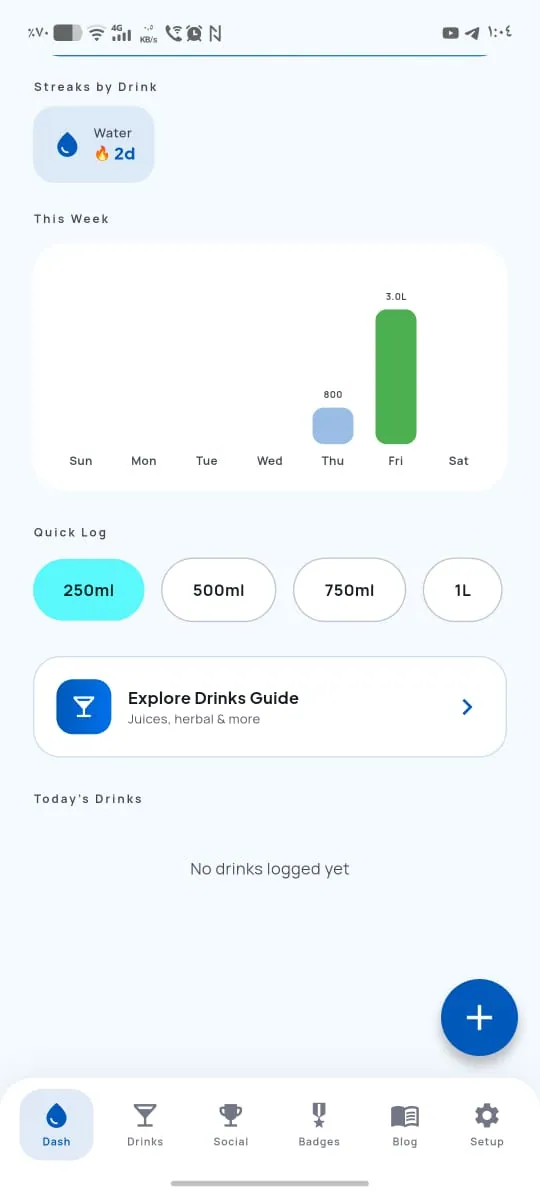 ٪٧٠
4G
٠,٠
KB/s
١:٠٤
Streaks by Drink
Water
🔥 2d
This Week
3.0L
800
Sun Mon Tue Wed Thu Fri Sat
Quick Log
250ml 500ml 750ml 1L
Explore Drinks Guide
Juices, herbal & more
Today's Drinks
No drinks logged yet
Dash Drinks Social Badges Blog Setup